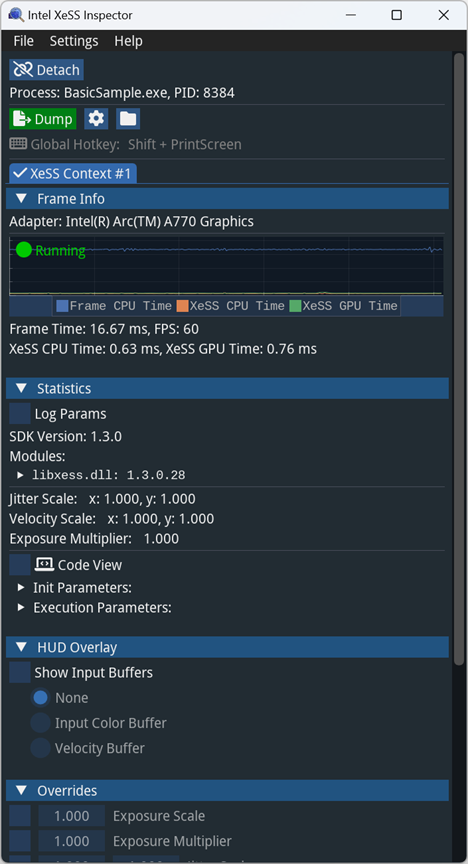 Intel XeSS Inspector
File Settings Help
Detach
Process: BasicSample.exe, PID: 8384
Dump
Global Hotkey: Shift + PrintScreen
XeSS Context #1
Frame Info
Adapter: Intel(R) Arc(TM) A770 Graphics
Running
Frame CPU Time XeSS CPU Time XeSS GPU Time
Frame Time: 16.67 ms, FPS: 60
XeSS CPU Time: 0.63 ms, XeSS GPU Time: 0.76 ms
Statistics
Log Params
SDK Version: 1.3.0
Modules:
libxess.dll: 1.3.0.28
Jitter Scale: x: 1.000, y: 1.000
Velocity Scale: x: 1.000, y: 1.000
Exposure Multiplier: 1.000
Code View
Init Parameters:
Execution Parameters:
HUD Overlay
Show Input Buffers
None
Input Color Buffer
Velocity Buffer
Overrides
1.000 Exposure Scale
1.000 Exposure Multiplier